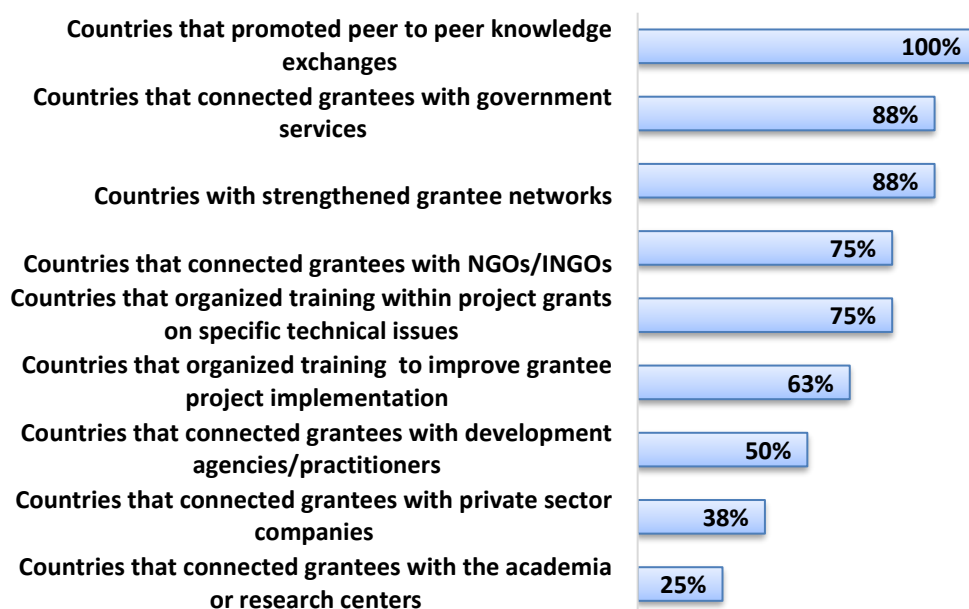 Countries that promoted peer to peer knowledge
exchanges
100%
Countries that connected grantees with government
services
88%
Countries with strengthened grantee networks
88%
Countries that connected grantees with NGOs/INGOs
75%
Countries that organized training within project grants
on specific technical issues
75%
Countries that organized training to improve grantee
project implementation
63%
Countries that connected grantees with development
agencies/practitioners
50%
Countries that connected grantees with private sector
companies
38%
Countries that connected grantees with the academia
or research centers
25%